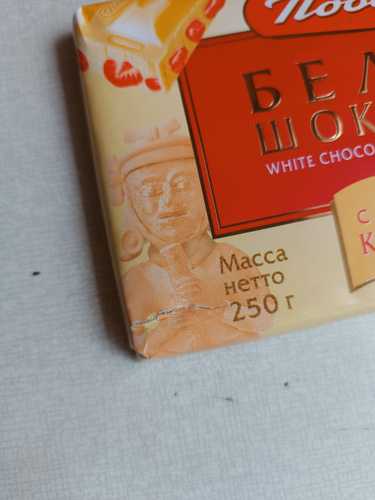 БЕЛ
ШОК
WHITE CHOCO
С
К
Масса
нетто
250 г